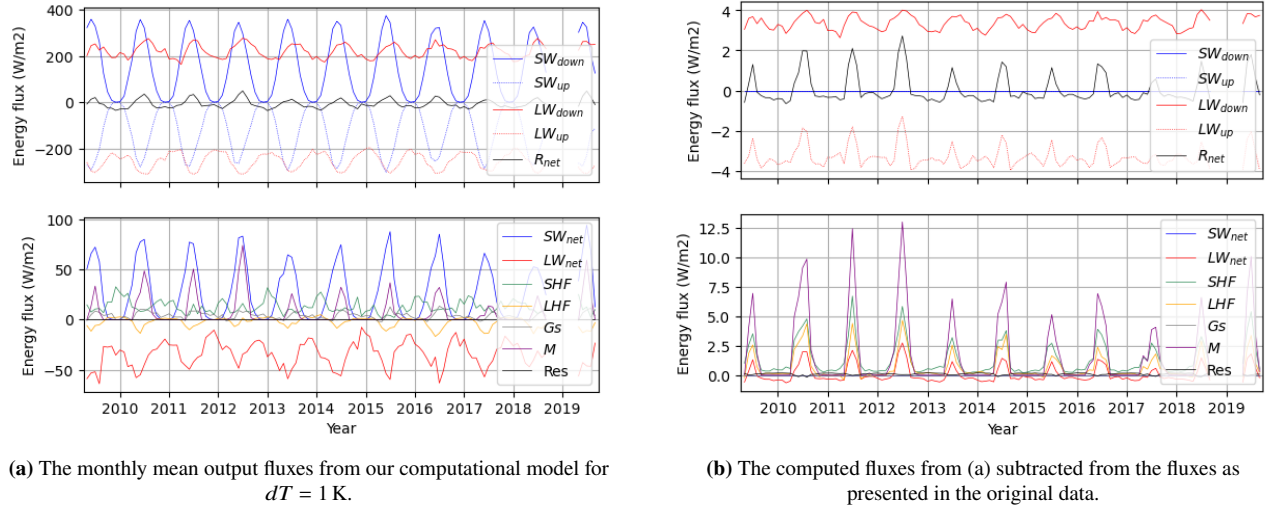 400
200
0
−200
Energy flux (W/m2)
SW_down
SW_up
LW_down
LW_up
R_net
100
50
0
−50
Energy flux (W/m2)
SW_net
LW_net
SHF
LHF
Gs
M
Res
2010 2011 2012 2013 2014 2015 2016 2017 2018 2019
Year
(a) The monthly mean output fluxes from our computational model for
dT = 1 K.
4
2
0
−2
−4
Energy flux (W/m2)
SW_down
SW_up
LW_down
LW_up
R_net
12.5
10.0
7.5
5.0
2.5
0.0
Energy flux (W/m2)
SW_net
LW_net
SHF
LHF
Gs
M
Res
2010 2011 2012 2013 2014 2015 2016 2017 2018 2019
Year
(b) The computed fluxes from (a) subtracted from the fluxes as
presented in the original data.